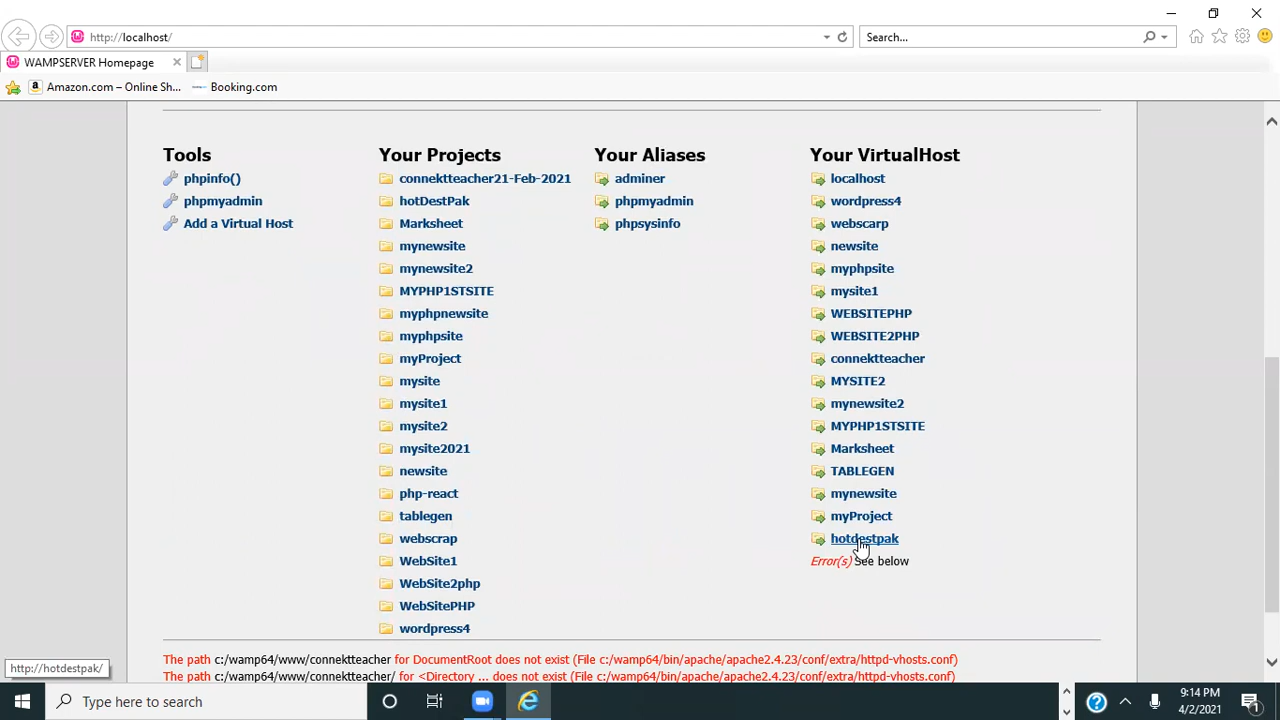 http://localhost/
Search...
WAMPSERVER Homepage
Amazon.com – Online Sh...
Booking.com
Tools
phpinfo()
phpmyadmin
Add a Virtual Host
Your Projects
connektteacher21-Feb-2021
hotDestPak
Marksheet
mynewsite
mynewsite2
MYPHP1STSITE
myphpnewsite
myphpsite
myProject
mysite
mysite1
mysite2
mysite2021
newsite
php-react
tablegen
webscrap
WebSite1
WebSite2php
WebSitePHP
wordpress4
Your Aliases
adminer
phpmyadmin
phpsysinfo
Your VirtualHost
localhost
wordpress4
webscarp
newsite
myphpsite
mysite1
WEBSITEPHP
WEBSITE2PHP
connektteacher
MYSITE2
mynewsite2
MYPHP1STSITE
Marksheet
TABLEGEN
mynewsite
myProject
hotdestpak
Error(s) See below
The path c:/wamp64/www/connektteacher for DocumentRoot does not exist (File c:/wamp64/bin/apache/apache2.4.23/conf/extra/httpd-vhosts.conf)
The path c:/wamp64/www/connektteacher/ for <Directory ... does not exist (File c:/wamp64/bin/apache/apache2.4.23/conf/extra/httpd-vhosts.conf)
http://hotdestpak/
Type here to search
9:14 PM
4/2/2021
1